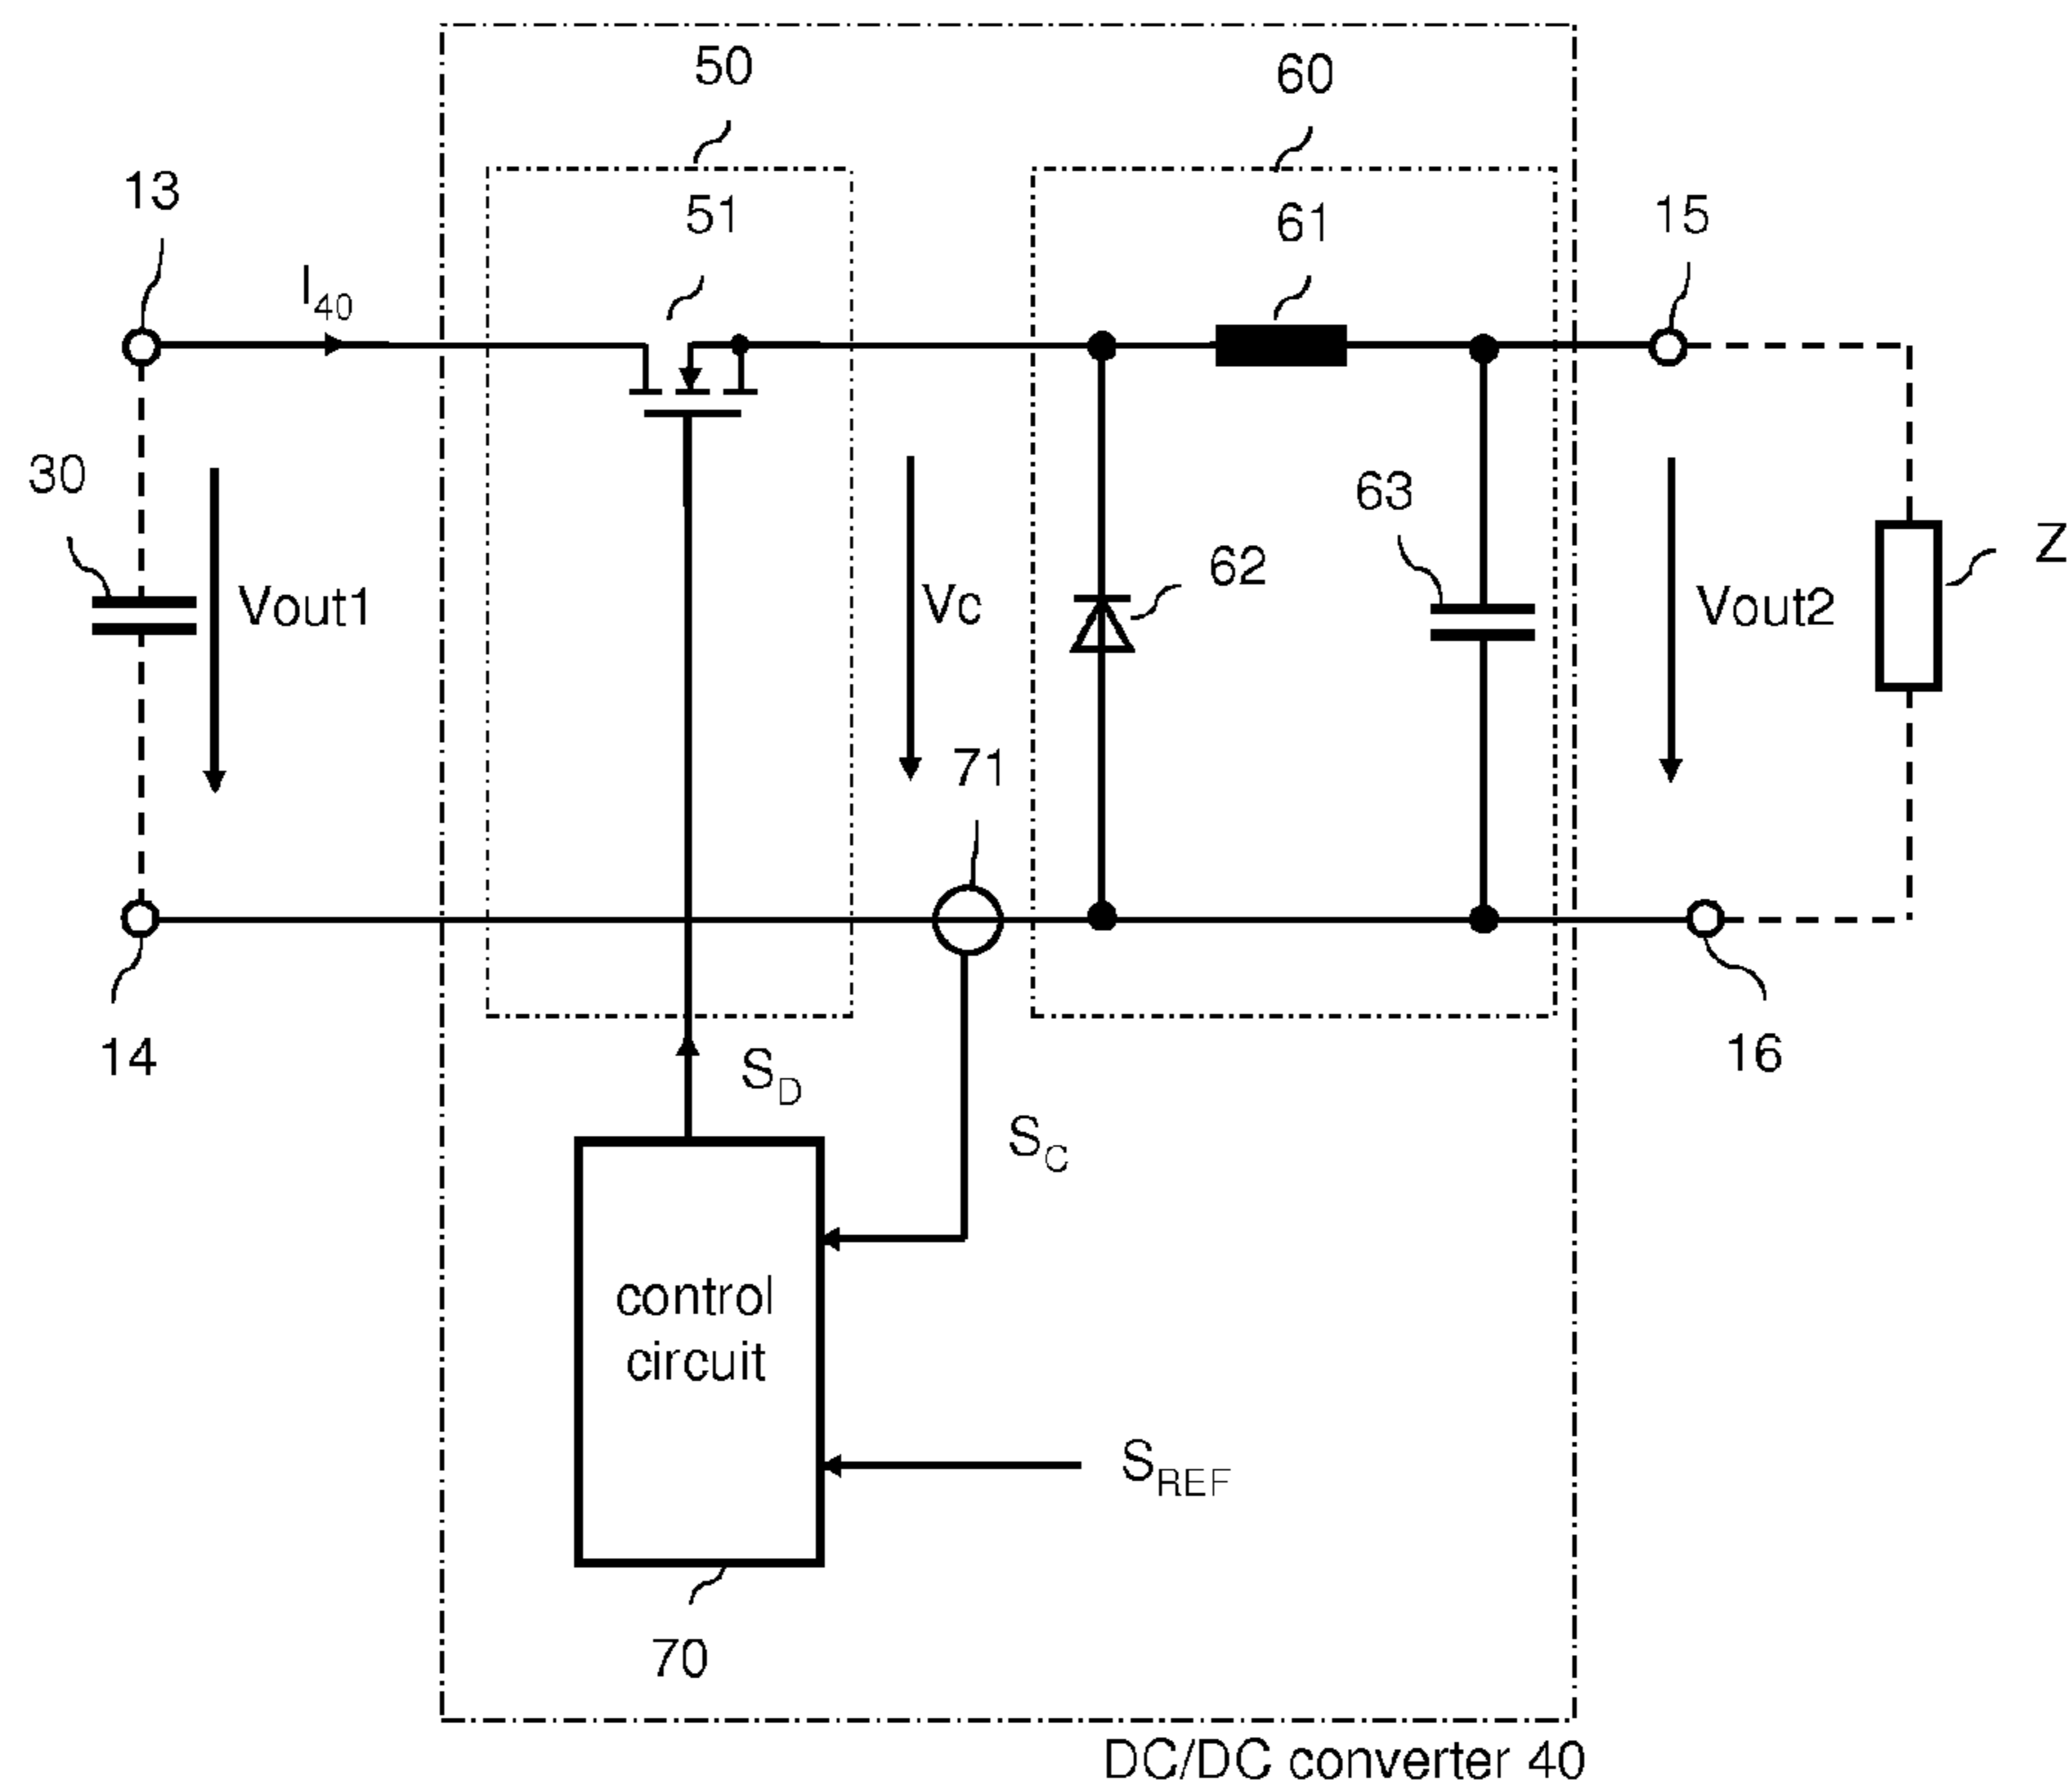 50
60
13
51
61
15
I40
30
Vout1
Vc
62
63
Vout2
Z
71
14
16
SD
SC
control
circuit
SREF
70
DC/DC converter 40